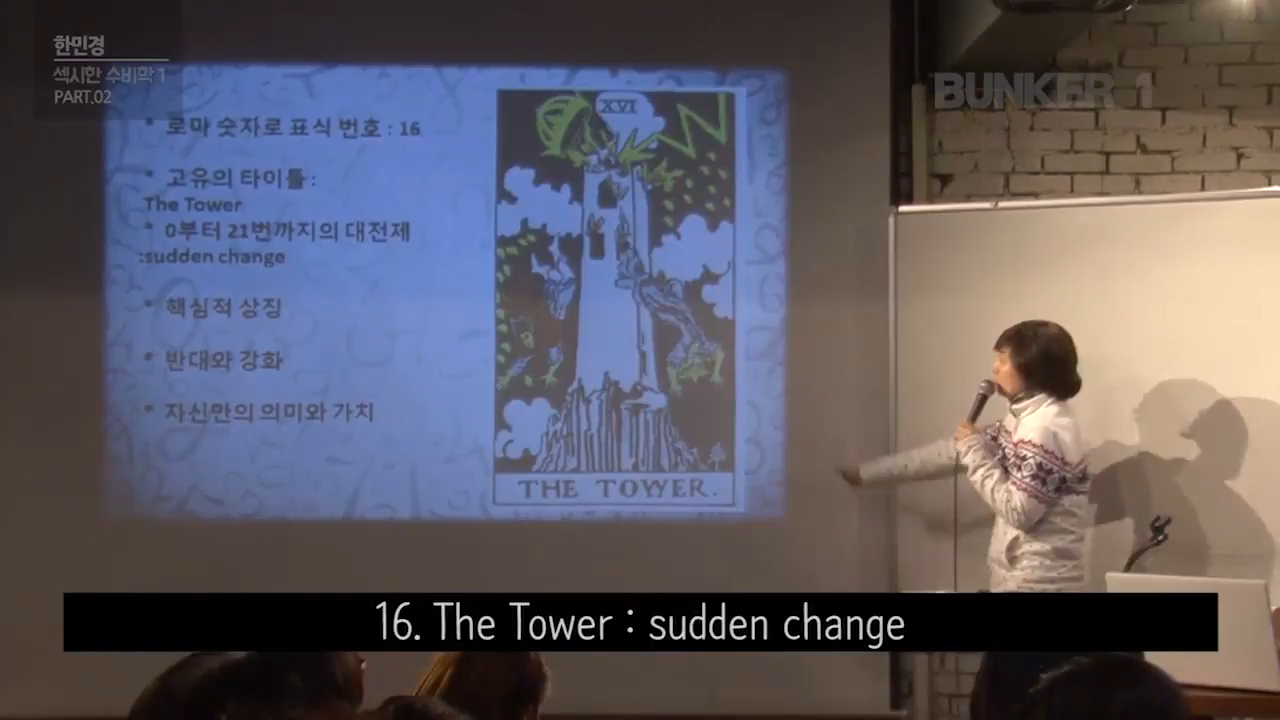 한민경
섹시한 수비학 1
PART.02
BUNKER 1
• 로마 숫자로 표식 번호 : 16
• 고유의 타이틀 :
The Tower
• 0부터 21번까지의 대전제
:sudden change
• 핵심적 상징
• 반대와 강화
• 자신만의 의미와 가치
XVI
THE TOWER.
16. The Tower : sudden change